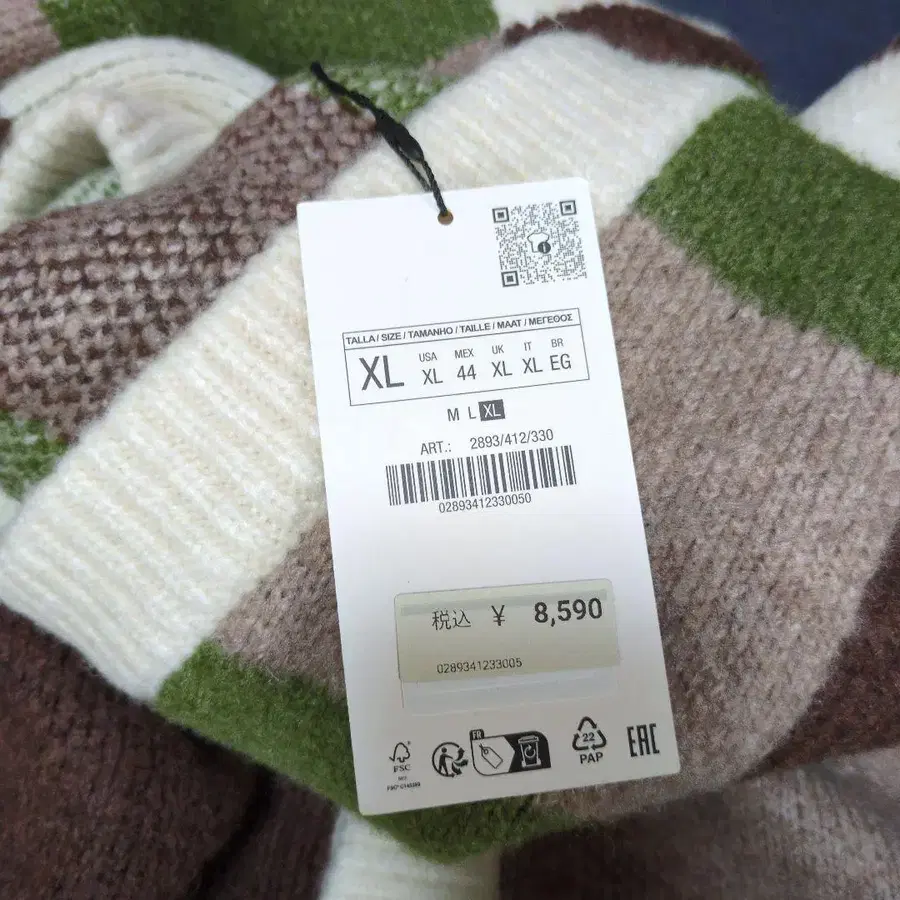 TALLA / SIZE / TAMANHO / TAILLE / MAAT / ΜΕΓΕΘΟΣ
XL USA XL MEX 44 UK XL IT XL BR EG
M L XL
ART.: 2893/412/330
02893412330050
税込 ¥ 8,590
0289341233005
FR
FSC
22
PAP
EAC